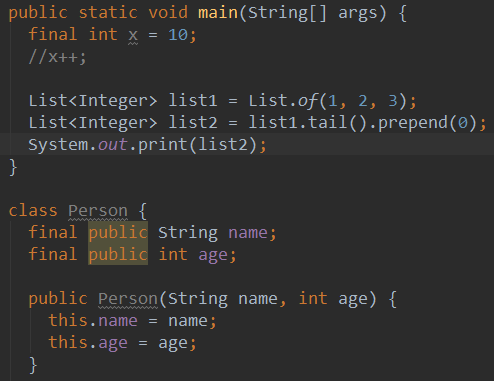 public static void main(String[] args) {
  final int x = 10;
  //x++;
  List<Integer> list1 = List.of(1, 2, 3);
  List<Integer> list2 = list1.tail().prepend(0);
  System.out.print(list2);
}
class Person {
  final public String name;
  final public int age;
  public Person(String name, int age) {
    this.name = name;
    this.age = age;
  }